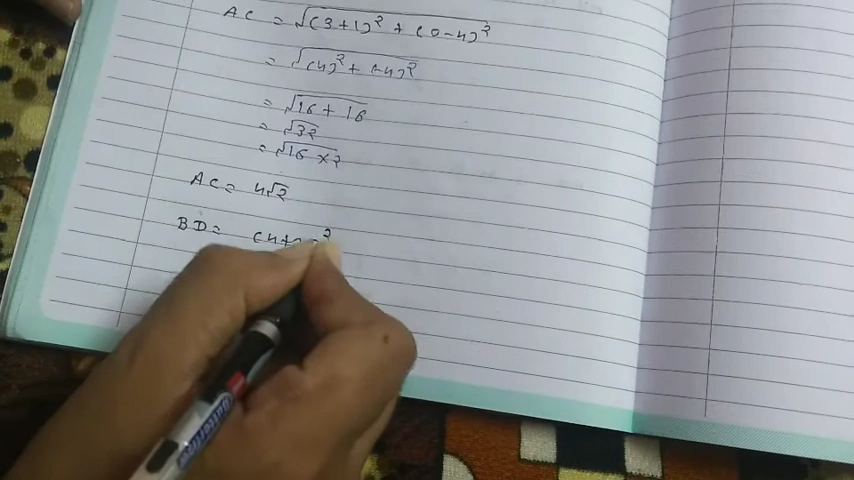 AC = √(3+1)² + (0-4)²
= √(4)² + (-4)²
= √16 + 16
= √32
= √16 × 2
AC = 4√2
BD = (4+